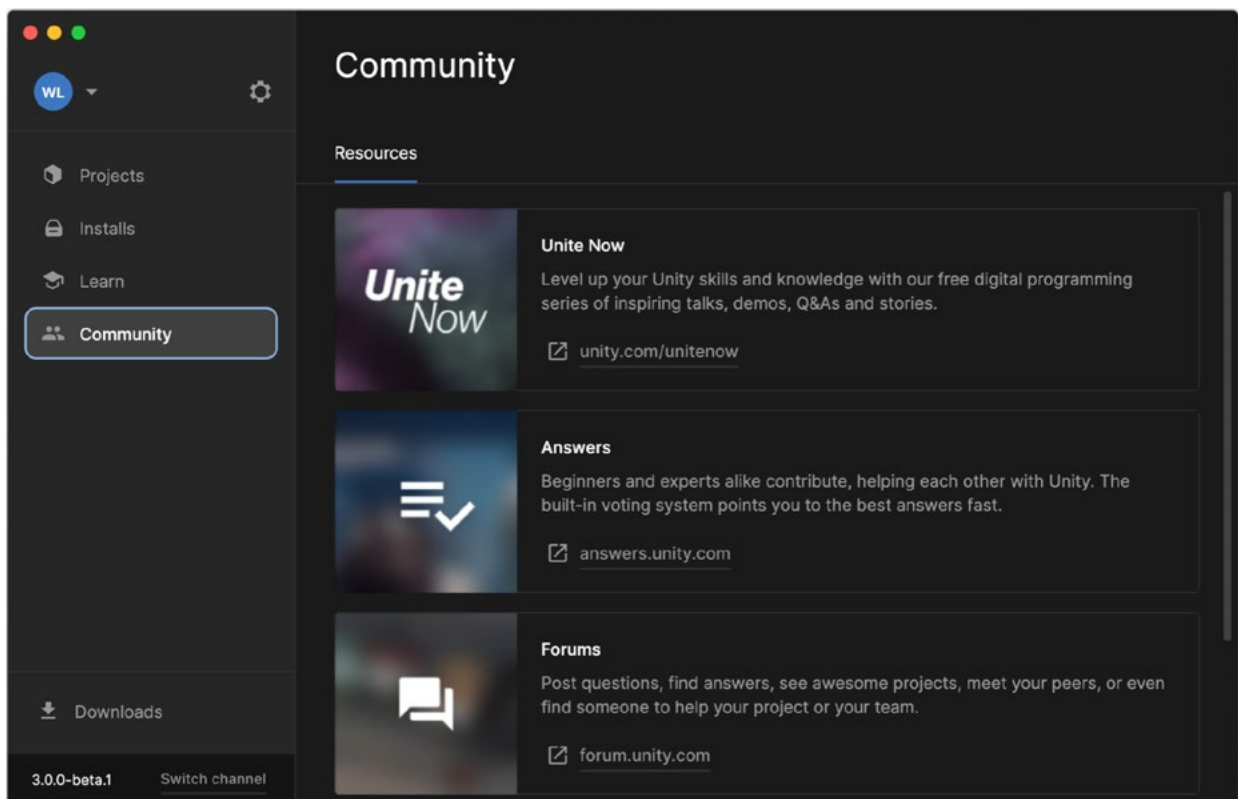 WL
Projects
Installs
Learn
Community
Downloads
3.0.0-beta.1 Switch channel
Community
Resources
Unite
Now
Unite Now
Level up your Unity skills and knowledge with our free digital programming
series of inspiring talks, demos, Q&As and stories.
unity.com/unitenow
Answers
Beginners and experts alike contribute, helping each other with Unity. The
built-in voting system points you to the best answers fast.
answers.unity.com
Forums
Post questions, find answers, see awesome projects, meet your peers, or even
find someone to help your project or your team.
forum.unity.com